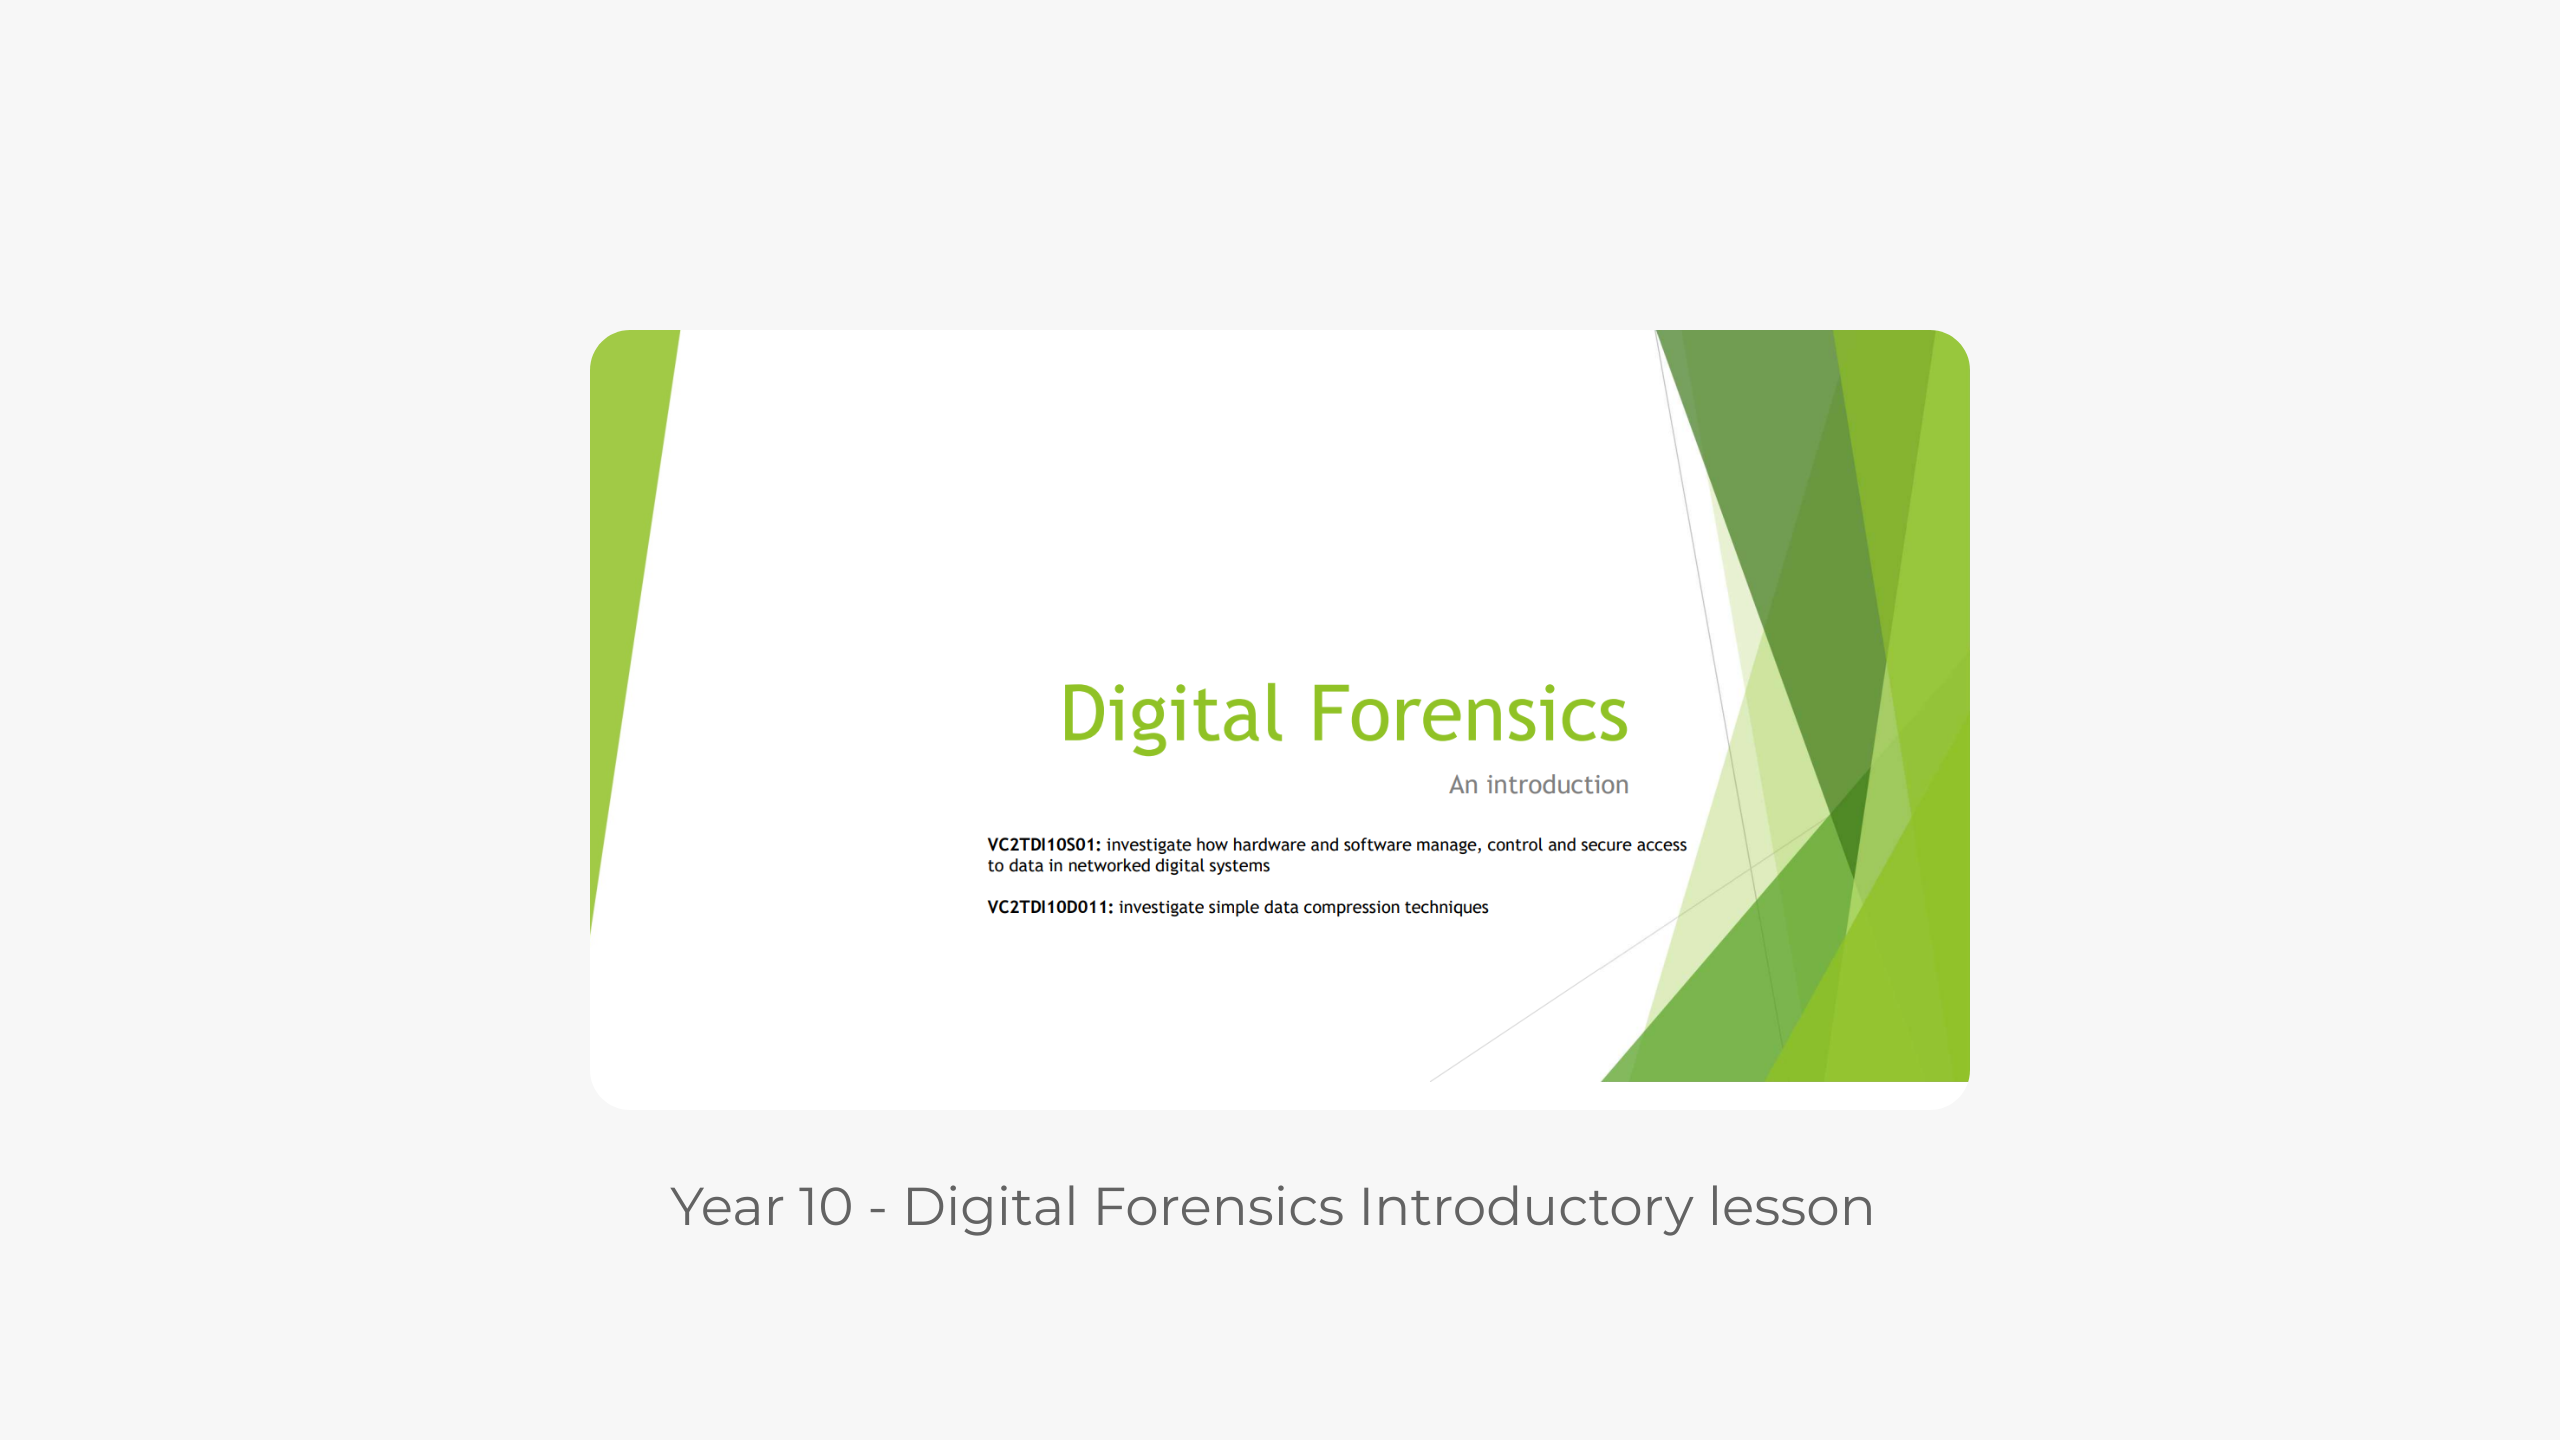 Digital Forensics
An introduction
VC2TDI10S01: investigate how hardware and software manage, control and secure access
to data in networked digital systems
VC2TDI10D011: investigate simple data compression techniques
Year 10 - Digital Forensics Introductory lesson